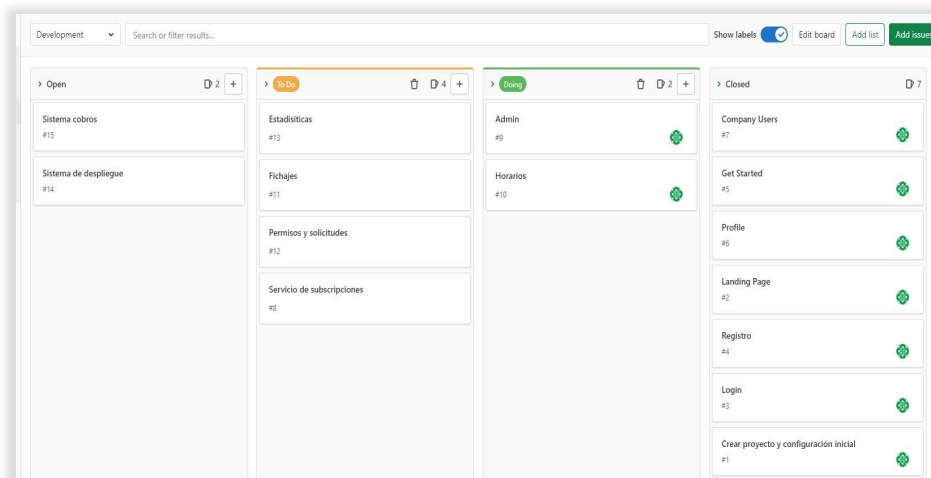 Development
Search or filter results...
Show labels
Edit board
Add list
Add issues
Open
2
Sistema cobros
#15
Sistema de despliegue
#14
To Do
4
Estadisiticas
#13
Fichajes
#11
Permisos y solicitudes
#12
Servicio de subscripciones
#8
Doing
2
Admin
#9
Horarios
#10
Closed
7
Company Users
#7
Get Started
#5
Profile
#6
Landing Page
#2
Registro
#4
Login
#3
Crear proyecto y configuración inicial
#1